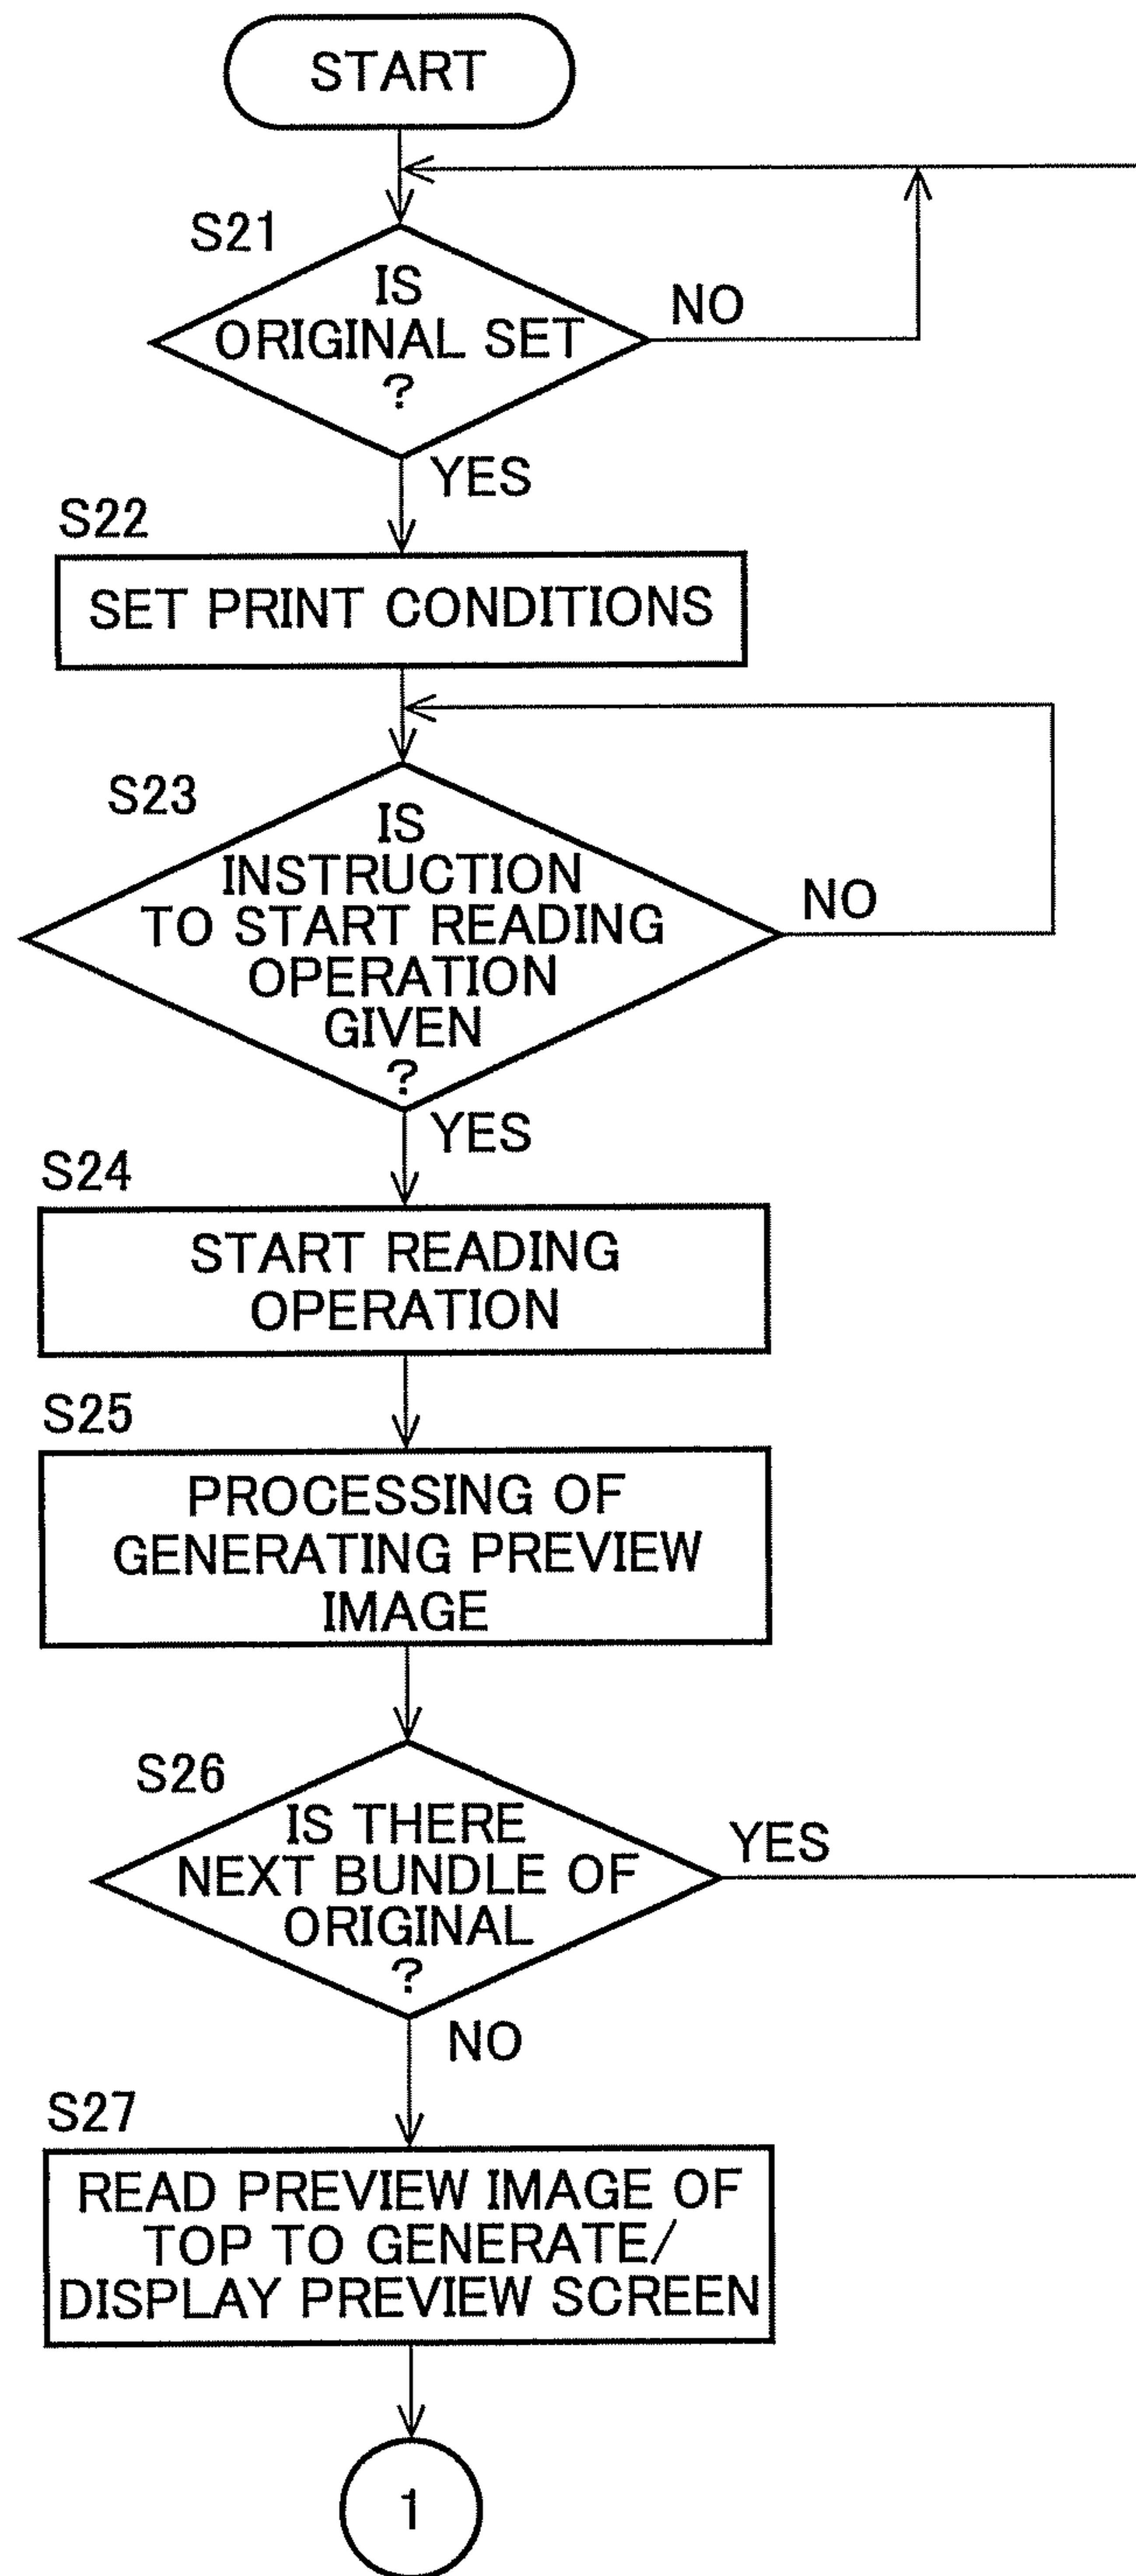 START
S21
IS
ORIGINAL SET
?
NO
YES
S22
SET PRINT CONDITIONS
S23
IS
INSTRUCTION
TO START READING
OPERATION
GIVEN
?
NO
YES
S24
START READING
OPERATION
S25
PROCESSING OF
GENERATING PREVIEW
IMAGE
S26
IS THERE
NEXT BUNDLE OF
ORIGINAL
?
YES
NO
S27
READ PREVIEW IMAGE OF
TOP TO GENERATE/
DISPLAY PREVIEW SCREEN
1